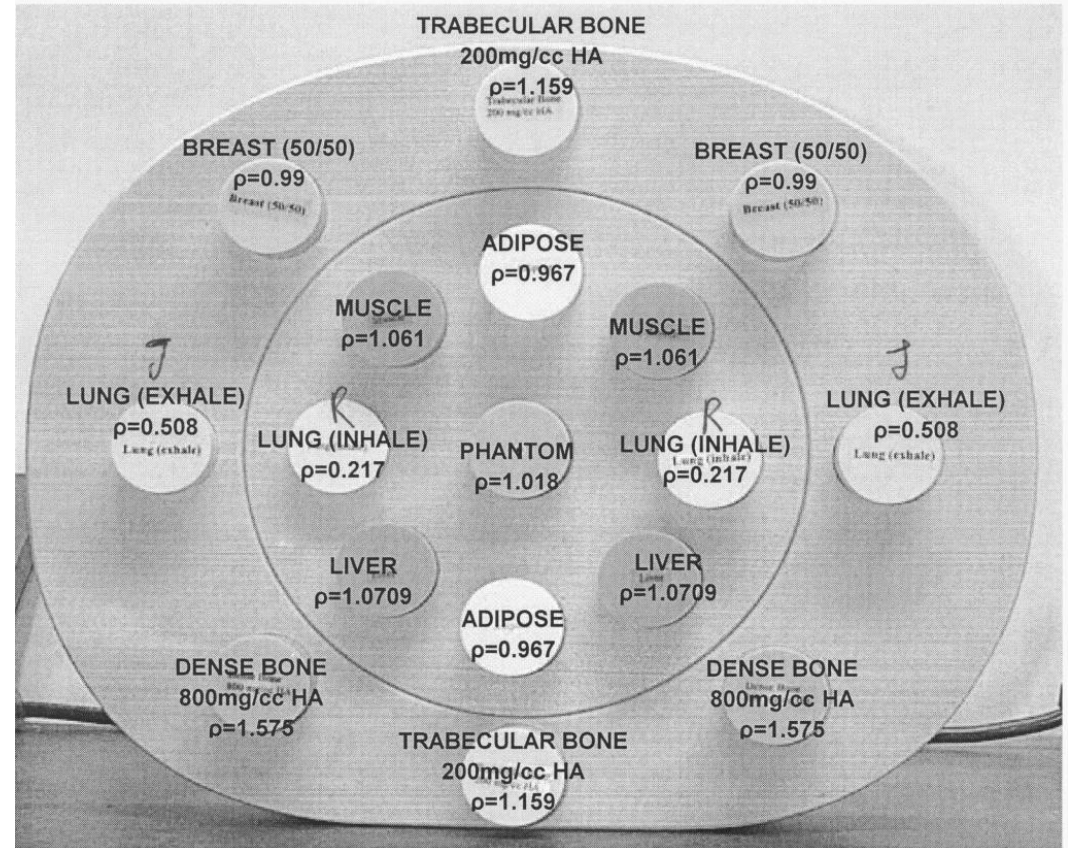 TRABECULAR BONE
200mg/cc HA
ρ=1.159
Trabecular Bone
200 mg/cc HA
BREAST (50/50)
ρ=0.99
Breast (50/50)
BREAST (50/50)
ρ=0.99
Breast (50/50)
ADIPOSE
ρ=0.967
MUSCLE
ρ=1.061
MUSCLE
ρ=1.061
LUNG (EXHALE)
ρ=0.508
Lung (exhale)
R
LUNG (INHALE)
ρ=0.217
PHANTOM
ρ=1.018
R
LUNG (INHALE)
Lung (inhale)
ρ=0.217
LUNG (EXHALE)
ρ=0.508
Lung (exhale)
LIVER
ρ=1.0709
LIVER
Liver
ρ=1.0709
ADIPOSE
ρ=0.967
DENSE BONE
800mg/cc HA
ρ=1.575
DENSE BONE
Dense Bone
800mg/cc HA
ρ=1.575
TRABECULAR BONE
200mg/cc HA
ρ=1.159